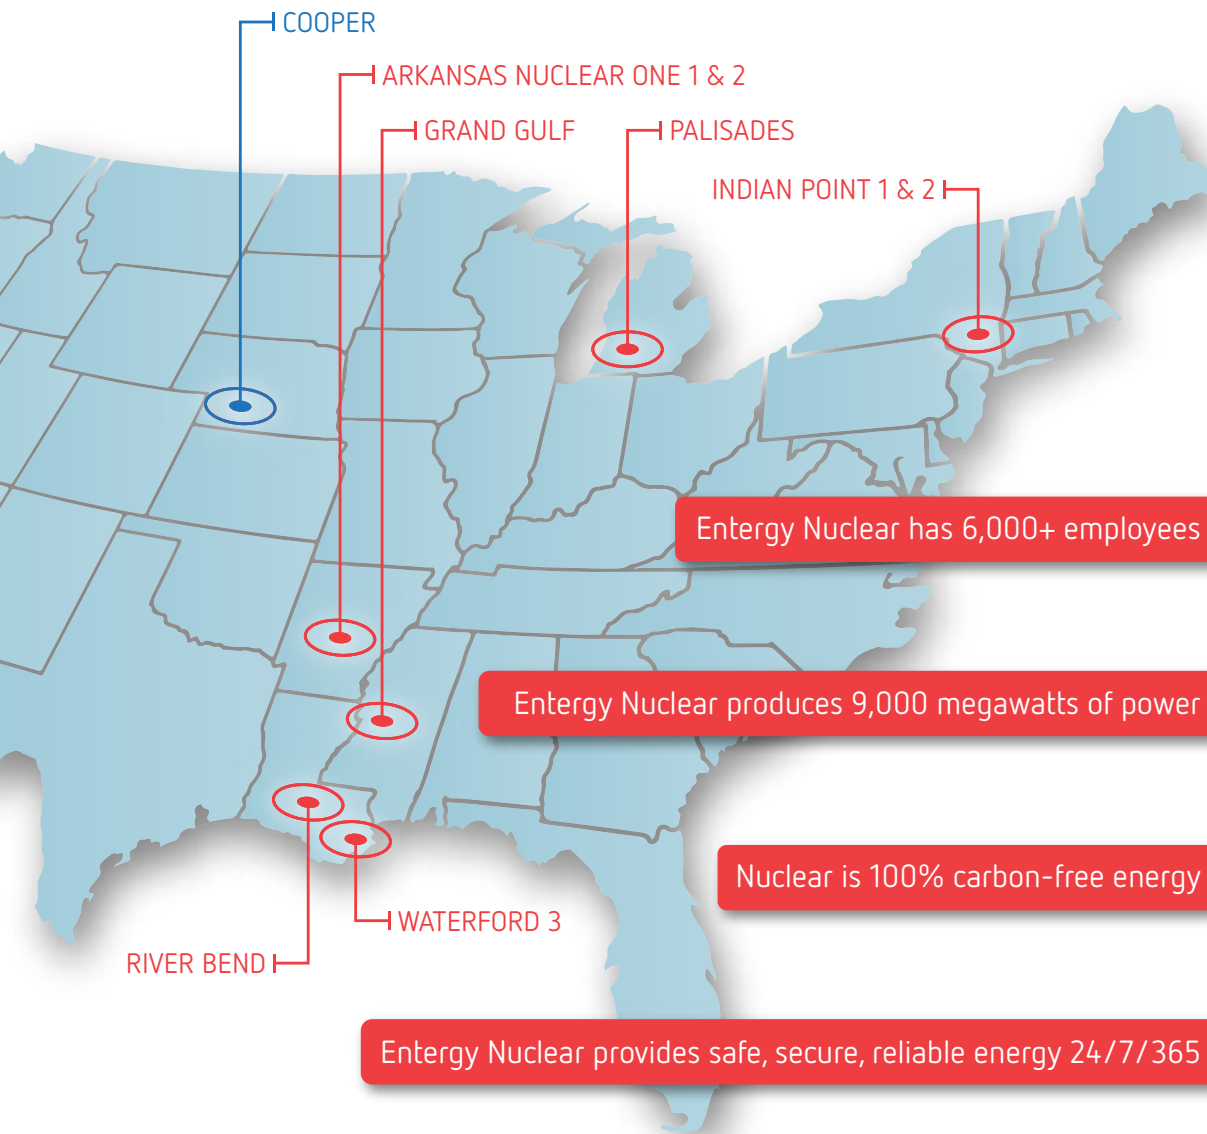 COOPER
ARKANSAS NUCLEAR ONE 1 & 2
GRAND GULF
PALISADES
INDIAN POINT 1 & 2
Entergy Nuclear has 6,000+ employees
Entergy Nuclear produces 9,000 megawatts of power
Nuclear is 100% carbon-free energy
WATERFORD 3
RIVER BEND
Entergy Nuclear provides safe, secure, reliable energy 24/7/365